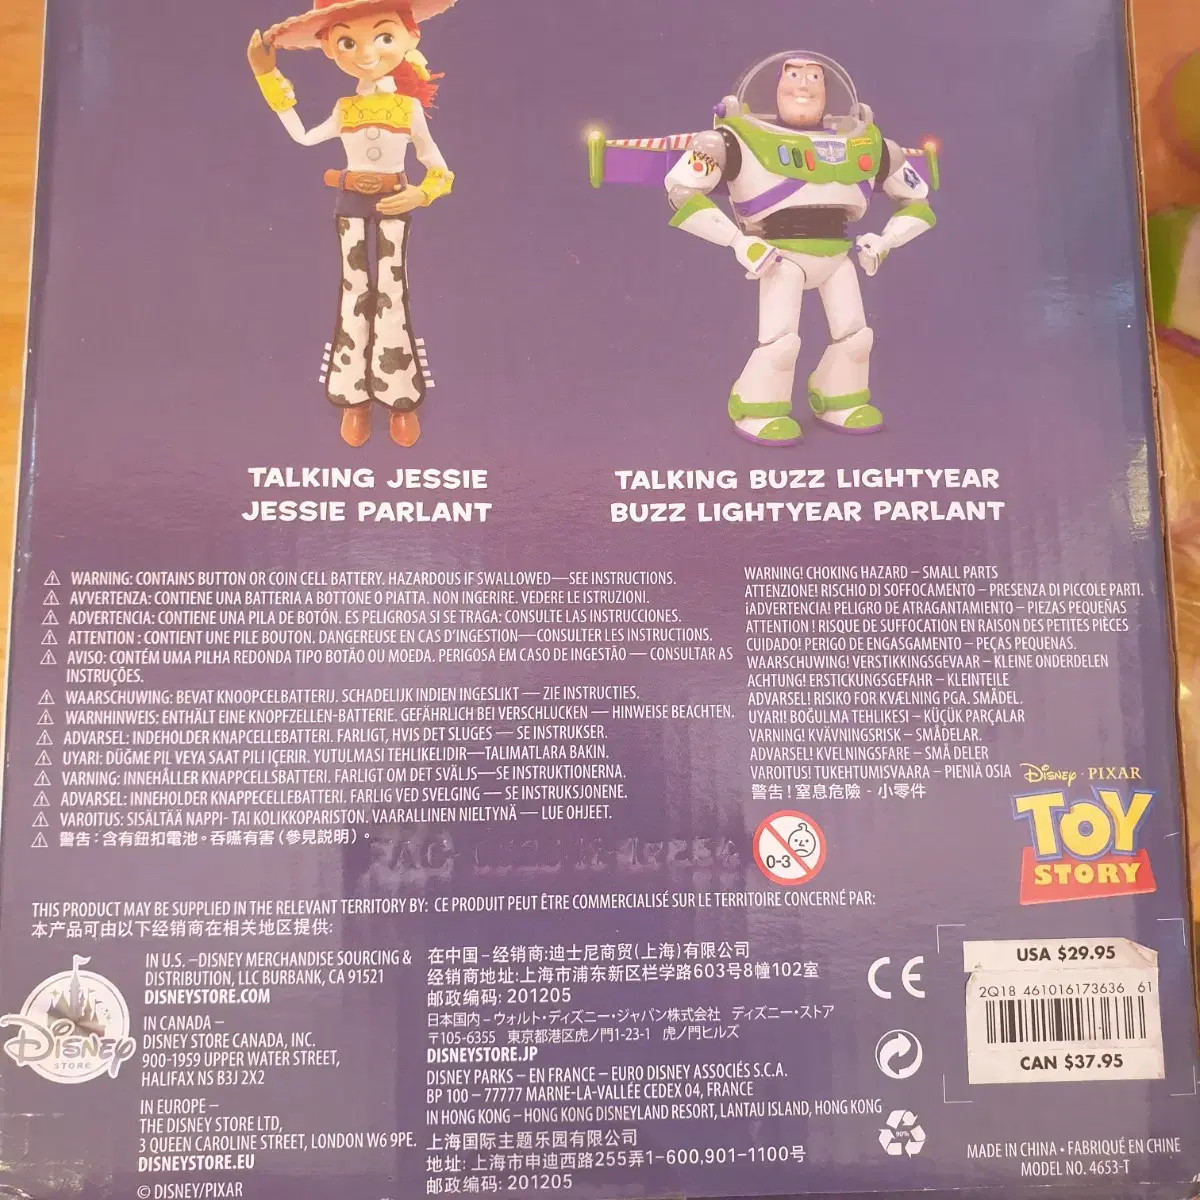 TALKING JESSIE
JESSIE PARLANT
TALKING BUZZ LIGHTYEAR
BUZZ LIGHTYEAR PARLANT
WARNING: CONTAINS BUTTON OR COIN CELL BATTERY. HAZARDOUS IF SWALLOWED—SEE INSTRUCTIONS.
AVVERTENZA: CONTIENE UNA BATTERIA A BOTTONE O PIATTA. NON INGERIRE. VEDERE LE ISTRUZIONI.
ADVERTENCIA: CONTIENE UNA PILA DE BOTÓN. ES PELIGROSA SI SE TRAGA: CONSULTE LAS INSTRUCCIONES.
ATTENTION : CONTIENT UNE PILE BOUTON. DANGEREUSE EN CAS D'INGESTION—CONSULTER LES INSTRUCTIONS.
AVISO: CONTÉM UMA PILHA REDONDA TIPO BOTÃO OU MOEDA. PERIGOSA EM CASO DE INGESTÃO — CONSULTAR AS
INSTRUÇÕES.
WAARSCHUWING: BEVAT KNOOPCELBATTERIJ. SCHADELIJK INDIEN INGESLIKT — ZIE INSTRUCTIES.
WARNHINWEIS: ENTHÄLT EINE KNOPFZELLEN-BATTERIE. GEFÄHRLICH BEI VERSCHLUCKEN — HINWEISE BEACHTEN.
ADVARSEL: INDEHOLDER KNAPCELLEBATTERI. FARLIGT, HVIS DET SLUGES — SE INSTRUKSER.
UYARI: DÜĞME PIL VEYA SAAT PILI IÇERIR. YUTULMASI TEHLIKELIDIR—TALIMATLARA BAKIN.
VARNING: INNEHÅLLER KNAPPCELLSBATTERI. FARLIGT OM DET SVÄLJS—SE INSTRUKTIONERNA.
ADVARSEL: INNEHOLDER KNAPPECELLEBATTERI. FARLIG VED SVELGING — SE INSTRUKSJONENE.
VAROITUS: SISÄLTÄÄ NAPPI- TAI KOLIKKOPARISTON. VAARALLINEN NIELTYNÄ — LUE OHJEET.
警告:含有鈕扣電池。吞嚥有害(參見說明)。
WARNING! CHOKING HAZARD – SMALL PARTS
ATTENZIONE! RISCHIO DI SOFFOCAMENTO – PRESENZA DI PICCOLE PARTI.
¡ADVERTENCIA! PELIGRO DE ATRAGANTAMIENTO – PIEZAS PEQUEÑAS
ATTENTION ! RISQUE DE SUFFOCATION EN RAISON DES PETITES PIÈCES
CUIDADO! PERIGO DE ENGASGAMENTO – PEÇAS PEQUENAS.
WAARSCHUWING! VERSTIKKINGSGEVAAR – KLEINE ONDERDELEN
ACHTUNG! ERSTICKUNGSGEFAHR – KLEINTEILE
ADVARSEL! RISIKO FOR KVÆLNING PGA. SMÅDEL.
UYARI! BOĞULMA TEHLIKESI – KÜÇÜK PARÇALAR
VARNING! KVÄVNINGSRISK – SMÅDELAR.
ADVARSEL! KVELNINGSFARE – SMÅ DELER
VAROITUS! TUKEHTUMISVAARA – PIENIÄ OSIA
警告!窒息危險 - 小零件
0-3
Disney · PIXAR
TOY
STORY
THIS PRODUCT MAY BE SUPPLIED IN THE RELEVANT TERRITORY BY: CE PRODUIT PEUT ÊTRE COMMERCIALISÉ SUR LE TERRITOIRE CONCERNÉ PAR:
本产品可由以下经销商在相关地区提供:
Disney
STORE
IN U.S. –DISNEY MERCHANDISE SOURCING &
DISTRIBUTION, LLC BURBANK, CA 91521
DISNEYSTORE.COM
IN CANADA –
DISNEY STORE CANADA, INC.
900-1959 UPPER WATER STREET,
HALIFAX NS B3J 2X2
IN EUROPE –
THE DISNEY STORE LTD,
3 QUEEN CAROLINE STREET, LONDON W6 9PE.
DISNEYSTORE.EU
© DISNEY/PIXAR
在中国-经销商:迪士尼商贸(上海)有限公司
经销商地址:上海市浦东新区栏学路603号8幢102室
邮政编码: 201205
日本国内-ウォルト・ディズニー・ジャパン株式会社 ディズニー・ストア
〒105-6355 東京都港区虎ノ門1-23-1 虎ノ門ヒルズ
DISNEYSTORE.JP
DISNEY PARKS – EN FRANCE – EURO DISNEY ASSOCIÉS S.C.A.
BP 100 – 77777 MARNE-LA-VALLÉE CEDEX 04, FRANCE
IN HONG KONG – HONG KONG DISNEYLAND RESORT, LANTAU ISLAND, HONG KONG
上海国际主题乐园有限公司
地址: 上海市申迪西路255弄1-600,901-1100号
邮政编码: 201205
CE
90%
USA $29.95
2Q18 461016173636 61
CAN $37.95
MADE IN CHINA • FABRIQUÉ EN CHINE
MODEL NO. 4653-T